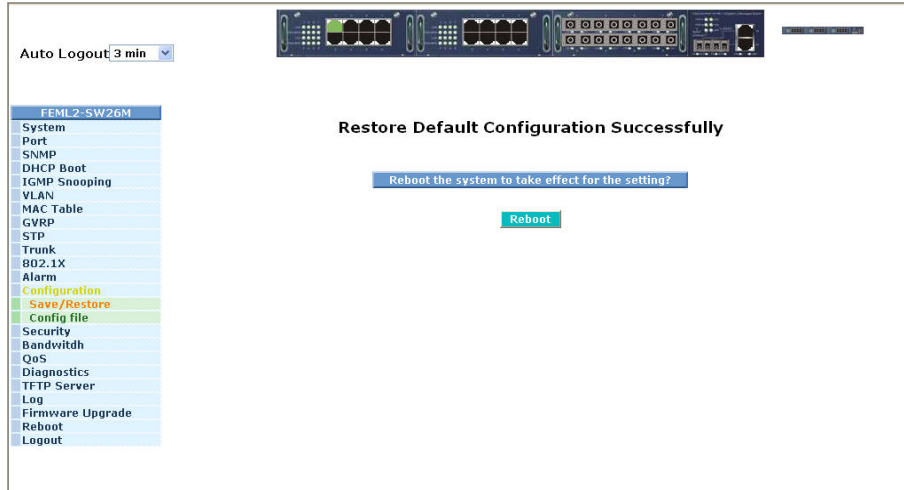 Auto Logout 3 min
FEML2-SW26M
System
Port
SNMP
DHCP Boot
IGMP Snooping
VLAN
MAC Table
GVRP
STP
Trunk
802.1X
Alarm
Configuration
Save/Restore
Config file
Security
Bandwitdh
QoS
Diagnostics
TFTP Server
Log
Firmware Upgrade
Reboot
Logout
Restore Default Configuration Successfully
Reboot the system to take effect for the setting?
Reboot